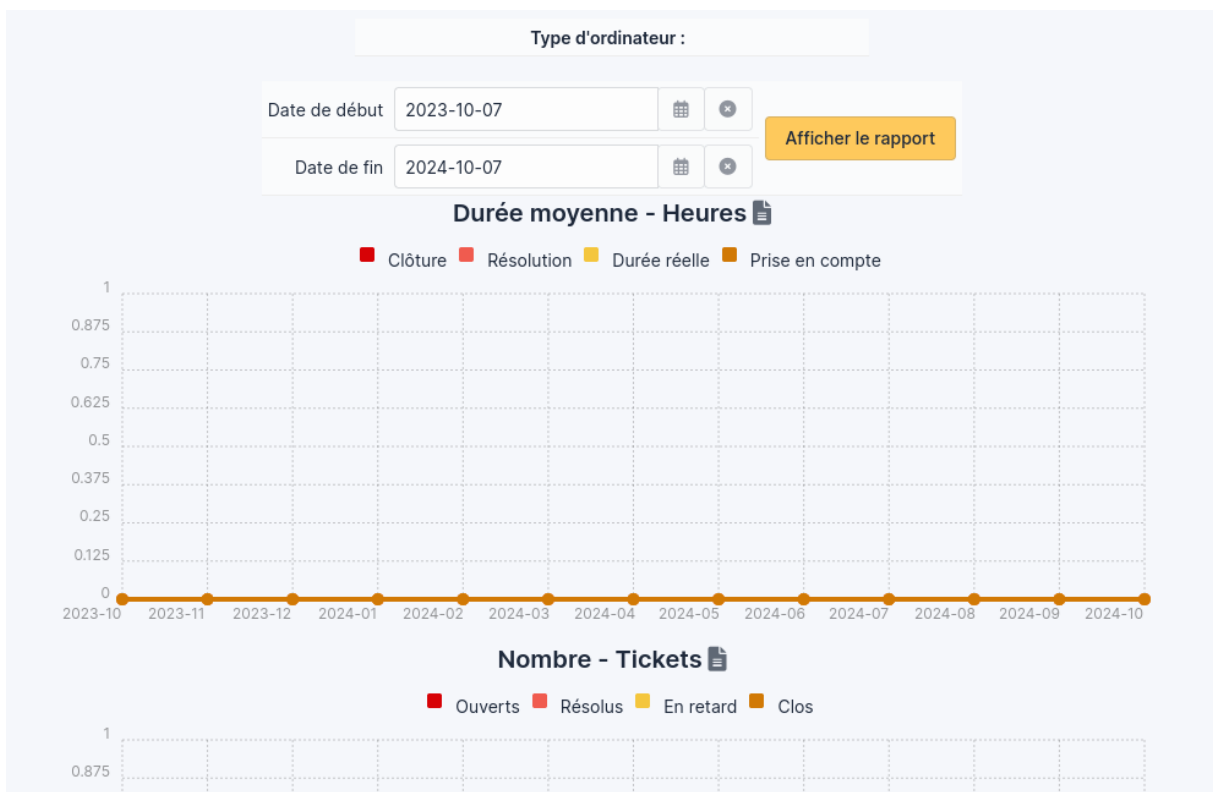 Type d'ordinateur :
Date de début 2023-10-07
Afficher le rapport
Date de fin 2024-10-07
Durée moyenne - Heures
Clôture Résolution Durée réelle Prise en compte
1
0.875
0.75
0.625
0.5
0.375
0.25
0.125
0
2023-10 2023-11 2023-12 2024-01 2024-02 2024-03 2024-04 2024-05 2024-06 2024-07 2024-08 2024-09 2024-10
Nombre - Tickets
Ouverts Résolus En retard Clos
1
0.875